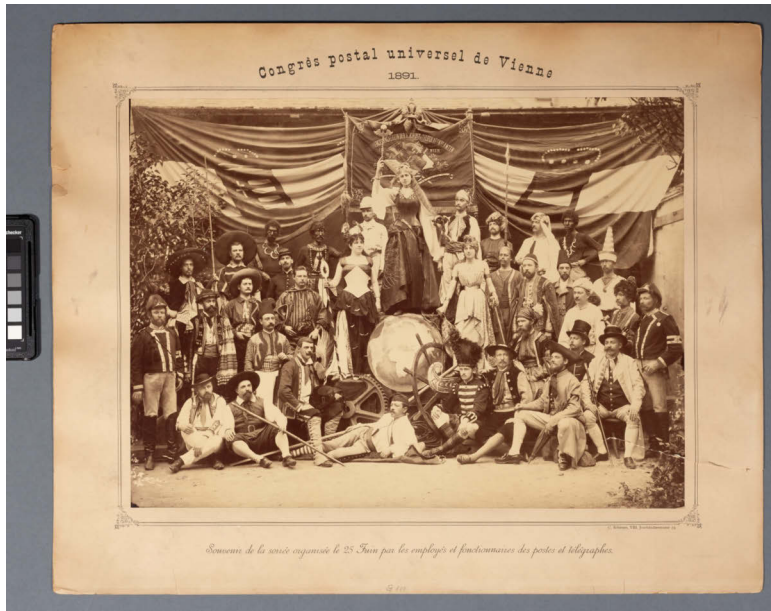 Congrès postal universel de Vienne
1891.
Souvenir de la soirée organisée le 25 Juin par les employés et fonctionnaires des postes et télégraphes.